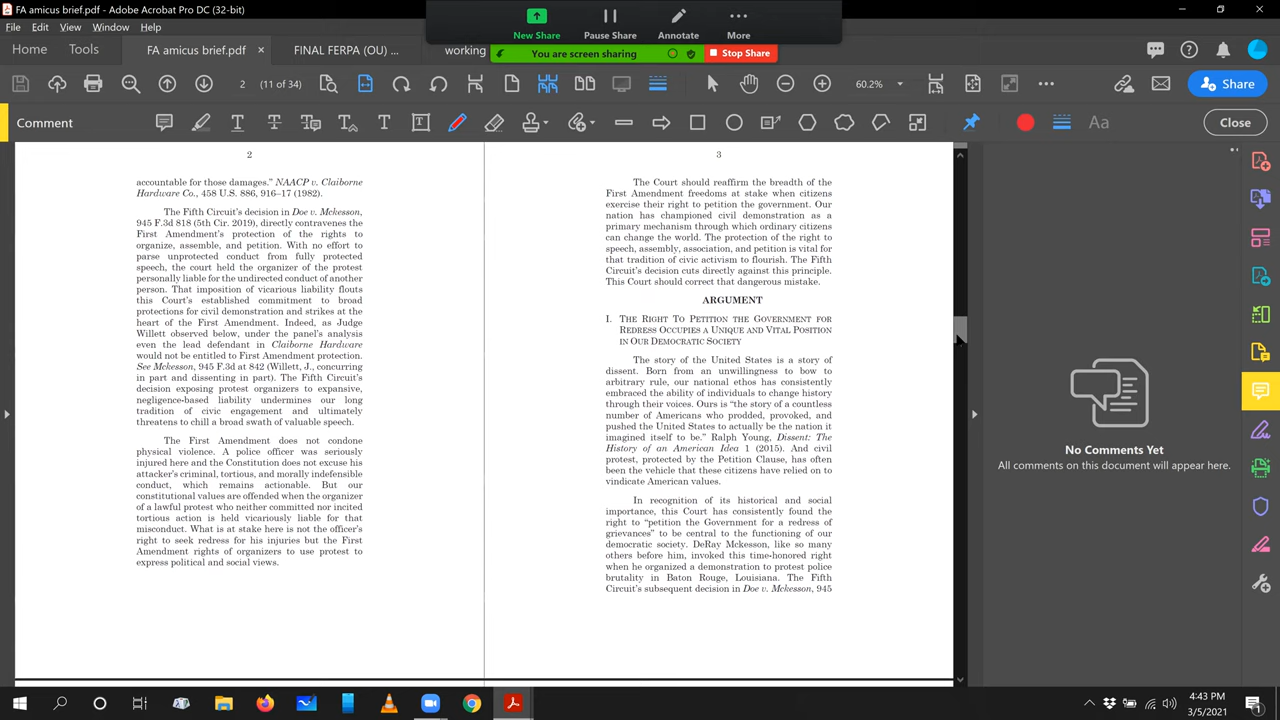 FA amicus brief.pdf - Adobe Acrobat Pro DC (32-bit)
File Edit View Window Help
New Share Pause Share Annotate More
Home Tools FA amicus brief.pdf × FINAL FERPA (OU) ... working
You are screen sharing Stop Share
2 (11 of 34) 60.2% Share
Comment Close
2
accountable for those damages.” NAACP v. Claiborne
Hardware Co., 458 U.S. 886, 916–17 (1982).
The Fifth Circuit’s decision in Doe v. Mckesson,
945 F.3d 818 (5th Cir. 2019), directly contravenes the
First Amendment’s protection of the rights to
organize, assemble, and petition. With no effort to
parse unprotected conduct from fully protected
speech, the court held the organizer of the protest
personally liable for the undirected conduct of another
person. That imposition of vicarious liability flouts
this Court’s established commitment to broad
protections for civil demonstration and strikes at the
heart of the First Amendment. Indeed, as Judge
Willett observed below, under the panel’s analysis
even the lead defendant in Claiborne Hardware
would not be entitled to First Amendment protection.
See Mckesson, 945 F.3d at 842 (Willett, J., concurring
in part and dissenting in part). The Fifth Circuit’s
decision exposing protest organizers to expansive,
negligence-based liability undermines our long
tradition of civic engagement and ultimately
threatens to chill a broad swath of valuable speech.
The First Amendment does not condone
physical violence. A police officer was seriously
injured here and the Constitution does not excuse his
attacker’s criminal, tortious, and morally indefensible
conduct, which remains actionable. But our
constitutional values are offended when the organizer
of a lawful protest who neither committed nor incited
tortious action is held vicariously liable for that
misconduct. What is at stake here is not the officer’s
right to seek redress for his injuries but the First
Amendment rights of organizers to use protest to
express political and social views.
3
The Court should reaffirm the breadth of the
First Amendment freedoms at stake when citizens
exercise their right to petition the government. Our
nation has championed civil demonstration as a
primary mechanism through which ordinary citizens
can change the world. The protection of the right to
speech, assembly, association, and petition is vital for
that tradition of civic activism to flourish. The Fifth
Circuit’s decision cuts directly against this principle.
This Court should correct that dangerous mistake.
ARGUMENT
I. THE RIGHT TO PETITION THE GOVERNMENT FOR
REDRESS OCCUPIES A UNIQUE AND VITAL POSITION
IN OUR DEMOCRATIC SOCIETY
The story of the United States is a story of
dissent. Born from an unwillingness to bow to
arbitrary rule, our national ethos has consistently
embraced the ability of individuals to change history
through their voices. Ours is “the story of a countless
number of Americans who prodded, provoked, and
pushed the United States to actually be the nation it
imagined itself to be.” Ralph Young, Dissent: The
History of an American Idea 1 (2015). And civil
protest, protected by the Petition Clause, has often
been the vehicle that these citizens have relied on to
vindicate American values.
In recognition of its historical and social
importance, this Court has consistently found the
right to “petition the Government for a redress of
grievances” to be central to the functioning of our
democratic society. DeRay Mckesson, like so many
others before him, invoked this time-honored right
when he organized a demonstration to protest police
brutality in Baton Rouge, Louisiana. The Fifth
Circuit’s subsequent decision in Doe v. Mckesson, 945
No Comments Yet
All comments on this document will appear here.
4:43 PM
3/5/2021